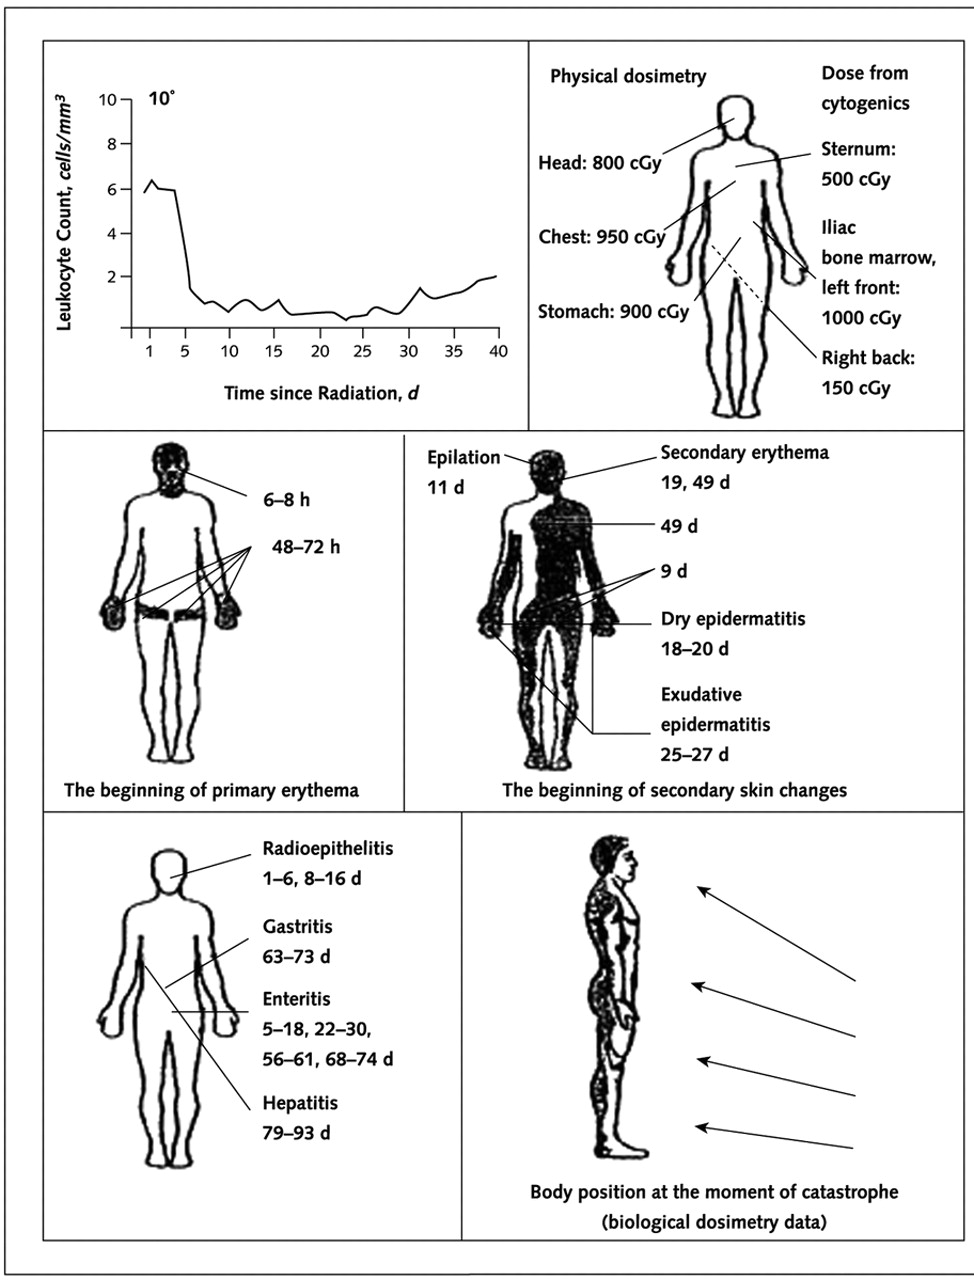 Leukocyte Count, cells/mm³
10
8
6
4
2
10°
1 5 10 15 20 25 30 35 40
Time since Radiation, d
Physical dosimetry
Head: 800 cGy
Chest: 950 cGy
Stomach: 900 cGy
Dose from
cytogenics
Sternum:
500 cGy
Iliac
bone marrow,
left front:
1000 cGy
Right back:
150 cGy
6–8 h
48–72 h
The beginning of primary erythema
Epilation
11 d
Secondary erythema
19, 49 d
49 d
9 d
Dry epidermatitis
18–20 d
Exudative
epidermatitis
25–27 d
The beginning of secondary skin changes
Radioepithelitis
1–6, 8–16 d
Gastritis
63–73 d
Enteritis
5–18, 22–30,
56–61, 68–74 d
Hepatitis
79–93 d
Body position at the moment of catastrophe
(biological dosimetry data)